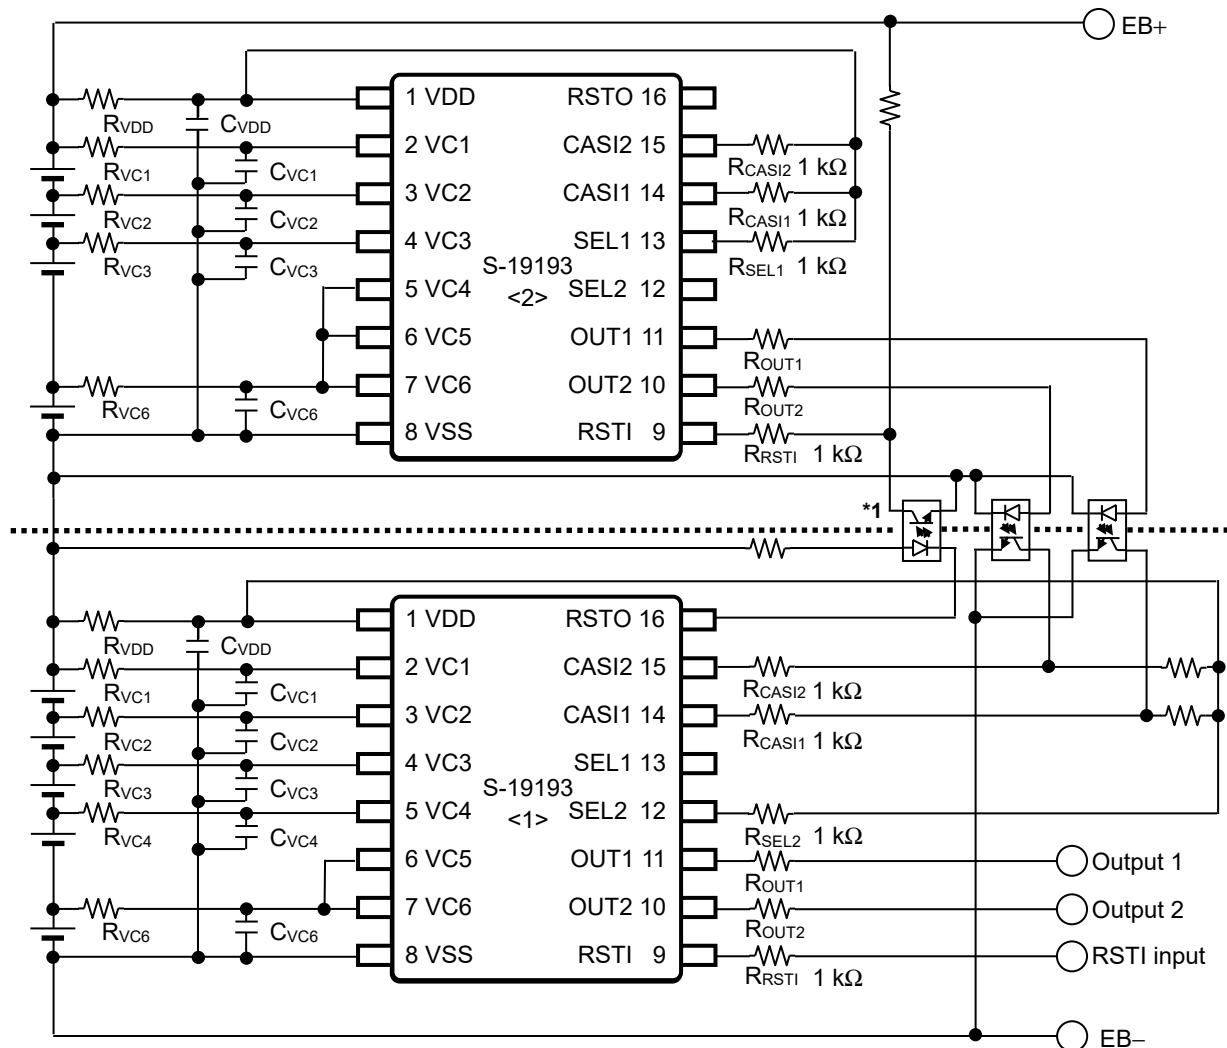 EB+
1 VDD
RSTO 16
RVDD
CVDD
2 VC1
CASI2 15
RVC1
CVC1
RCASI2 1 kΩ
3 VC2
CASI1 14
RVC2
CVC2
RCASI1 1 kΩ
4 VC3
SEL1 13
RVC3
CVC3
RSEL1 1 kΩ
S-19193
<2>
5 VC4
SEL2 12
6 VC5
OUT1 11
ROUT1
7 VC6
OUT2 10
RVC6
CVC6
ROUT2
8 VSS
RSTI 9
RRSTI 1 kΩ
*1
1 VDD
RSTO 16
RVDD
CVDD
2 VC1
CASI2 15
RVC1
CVC1
RCASI2 1 kΩ
3 VC2
CASI1 14
RVC2
CVC2
RCASI1 1 kΩ
4 VC3
SEL1 13
RVC3
CVC3
S-19193
<1>
5 VC4
SEL2 12
RVC4
CVC4
RSEL2 1 kΩ
6 VC5
OUT1 11
Output 1
ROUT1
7 VC6
OUT2 10
Output 2
RVC6
CVC6
ROUT2
8 VSS
RSTI 9
RSTI input
RRSTI 1 kΩ
EB−